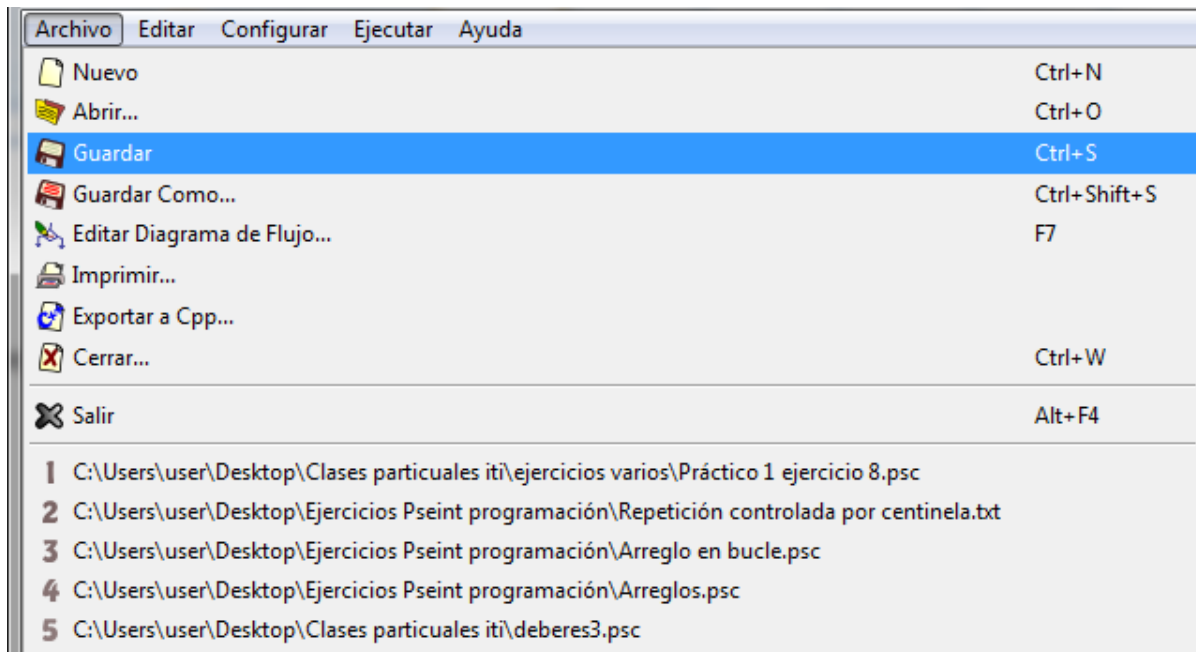 Archivo Editar Configurar Ejecutar Ayuda
Nuevo Ctrl+N
Abrir... Ctrl+O
Guardar Ctrl+S
Guardar Como... Ctrl+Shift+S
Editar Diagrama de Flujo... F7
Imprimir...
Exportar a Cpp...
Cerrar... Ctrl+W
Salir Alt+F4
1 C:\Users\user\Desktop\Clases particuales iti\ejercicios varios\Práctico 1 ejercicio 8.psc
2 C:\Users\user\Desktop\Ejercicios Pseint programación\Repetición controlada por centinela.txt
3 C:\Users\user\Desktop\Ejercicios Pseint programación\Arreglo en bucle.psc
4 C:\Users\user\Desktop\Ejercicios Pseint programación\Arreglos.psc
5 C:\Users\user\Desktop\Clases particuales iti\deberes3.psc